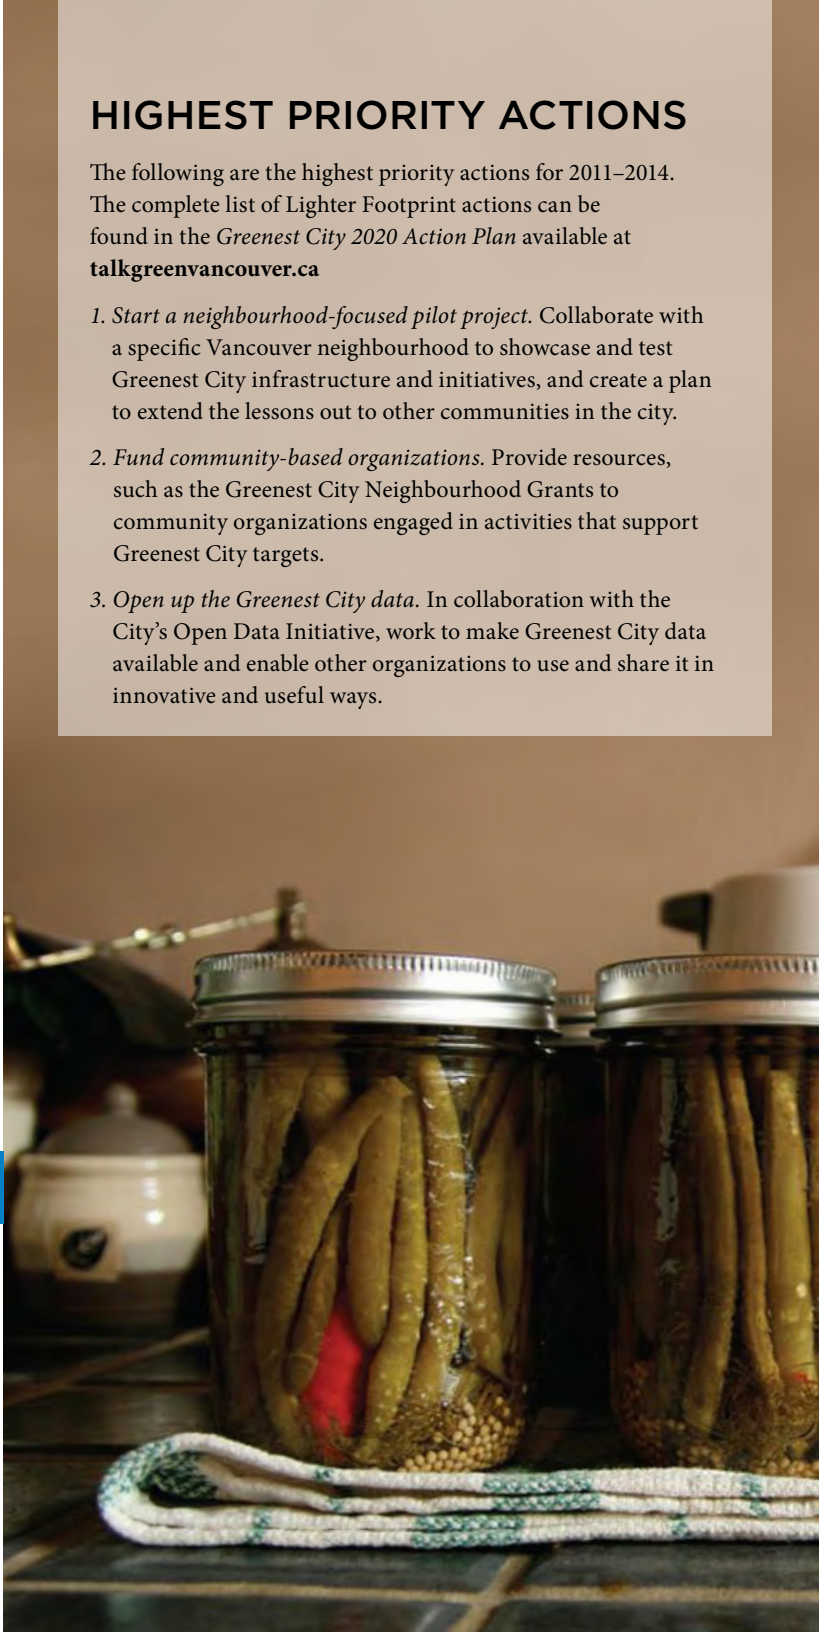 HIGHEST PRIORITY ACTIONS
The following are the highest priority actions for 2011–2014.
The complete list of Lighter Footprint actions can be
found in the Greenest City 2020 Action Plan available at
talkgreenvancouver.ca
1. Start a neighbourhood-focused pilot project. Collaborate with
a specific Vancouver neighbourhood to showcase and test
Greenest City infrastructure and initiatives, and create a plan
to extend the lessons out to other communities in the city.
2. Fund community-based organizations. Provide resources,
such as the Greenest City Neighbourhood Grants to
community organizations engaged in activities that support
Greenest City targets.
3. Open up the Greenest City data. In collaboration with the
City’s Open Data Initiative, work to make Greenest City data
available and enable other organizations to use and share it in
innovative and useful ways.